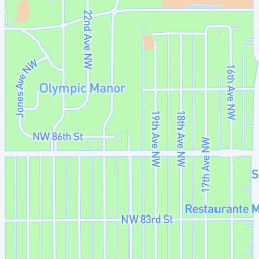 22nd Ave NW
Jones Ave NW
Olympic Manor
16th Ave NW
19th Ave NW
18th Ave NW
NW 86th St
17th Ave NW
S
Restaurante M
NW 83rd St